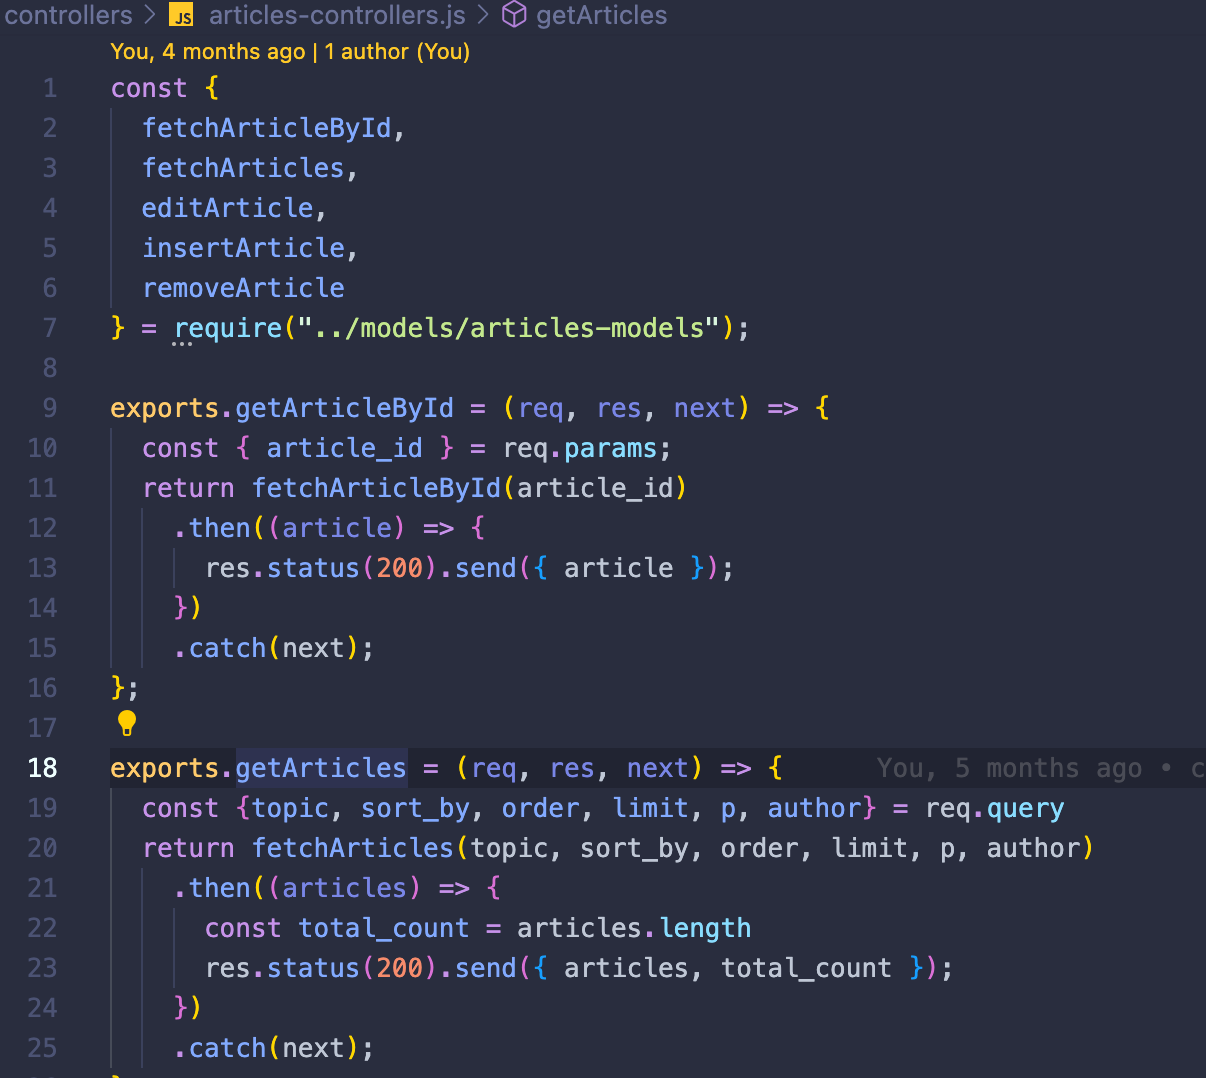 controllers > JS articles-controllers.js > getArticles
You, 4 months ago | 1 author (You)
1 const {
2   fetchArticleById,
3   fetchArticles,
4   editArticle,
5   insertArticle,
6   removeArticle
7 } = require("../models/articles-models");
8
9 exports.getArticleById = (req, res, next) => {
10   const { article_id } = req.params;
11   return fetchArticleById(article_id)
12     .then((article) => {
13       res.status(200).send({ article });
14     })
15     .catch(next);
16 };
17
18 exports.getArticles = (req, res, next) => {      You, 5 months ago • c
19   const {topic, sort_by, order, limit, p, author} = req.query
20   return fetchArticles(topic, sort_by, order, limit, p, author)
21     .then((articles) => {
22       const total_count = articles.length
23       res.status(200).send({ articles, total_count });
24     })
25     .catch(next);